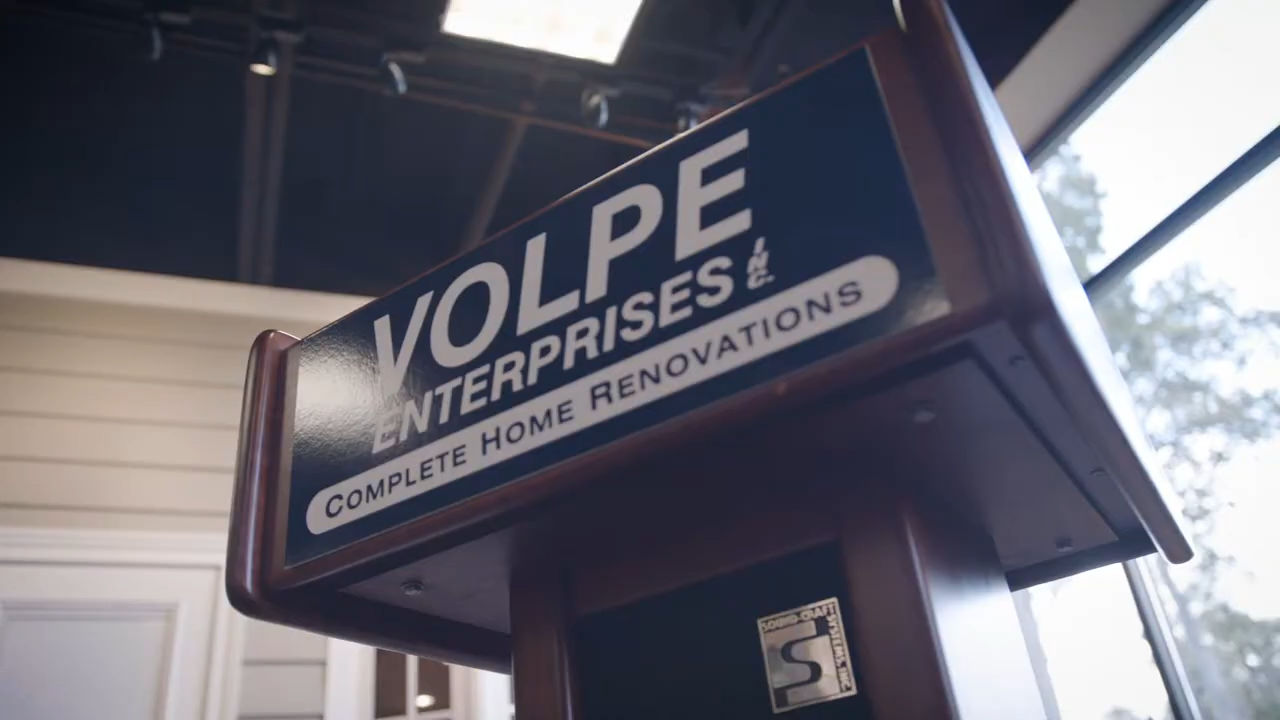 VOLPE
ENTERPRISES INC.
COMPLETE HOME RENOVATIONS
SOUND-CRAFT SYSTEMS, INC.
S